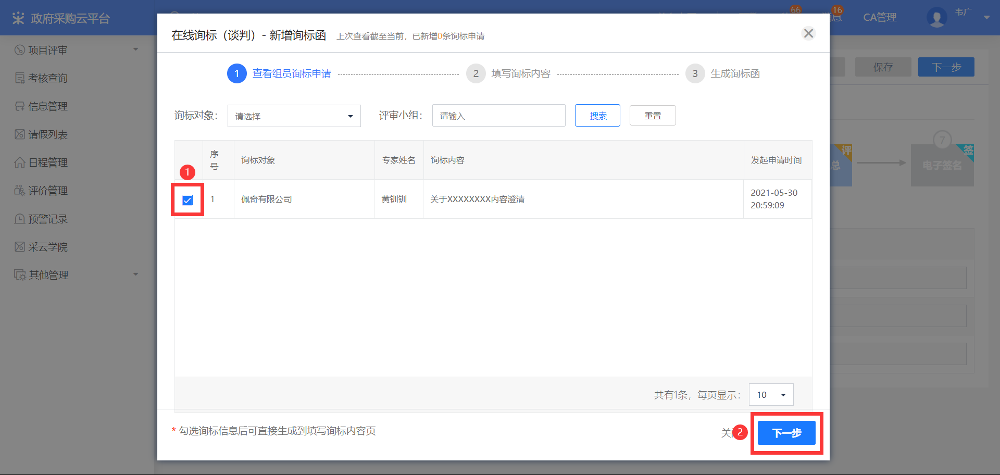 政府采购云平台
66
16
息
CA管理
韦广
项目评审
考核查询
信息管理
请假列表
日程管理
评价管理
预警记录
采云学院
其他管理
保存
下一步
7
评
总
签
电子签名
在线询标（谈判）- 新增询标函
上次查看截至当前，已新增0条询标申请
1 查看组员询标申请
2 填写询标内容
3 生成询标函
询标对象：
请选择
评审小组：
请输入
搜索
重置
序号
询标对象
专家姓名
询标内容
发起申请时间
1
1
佩奇有限公司
黄钏钏
关于XXXXXXXX内容澄清
2021-05-30
20:59:09
共有1条，每页显示：
10
* 勾选询标信息后可直接生成到填写询标内容页
关
2
下一步